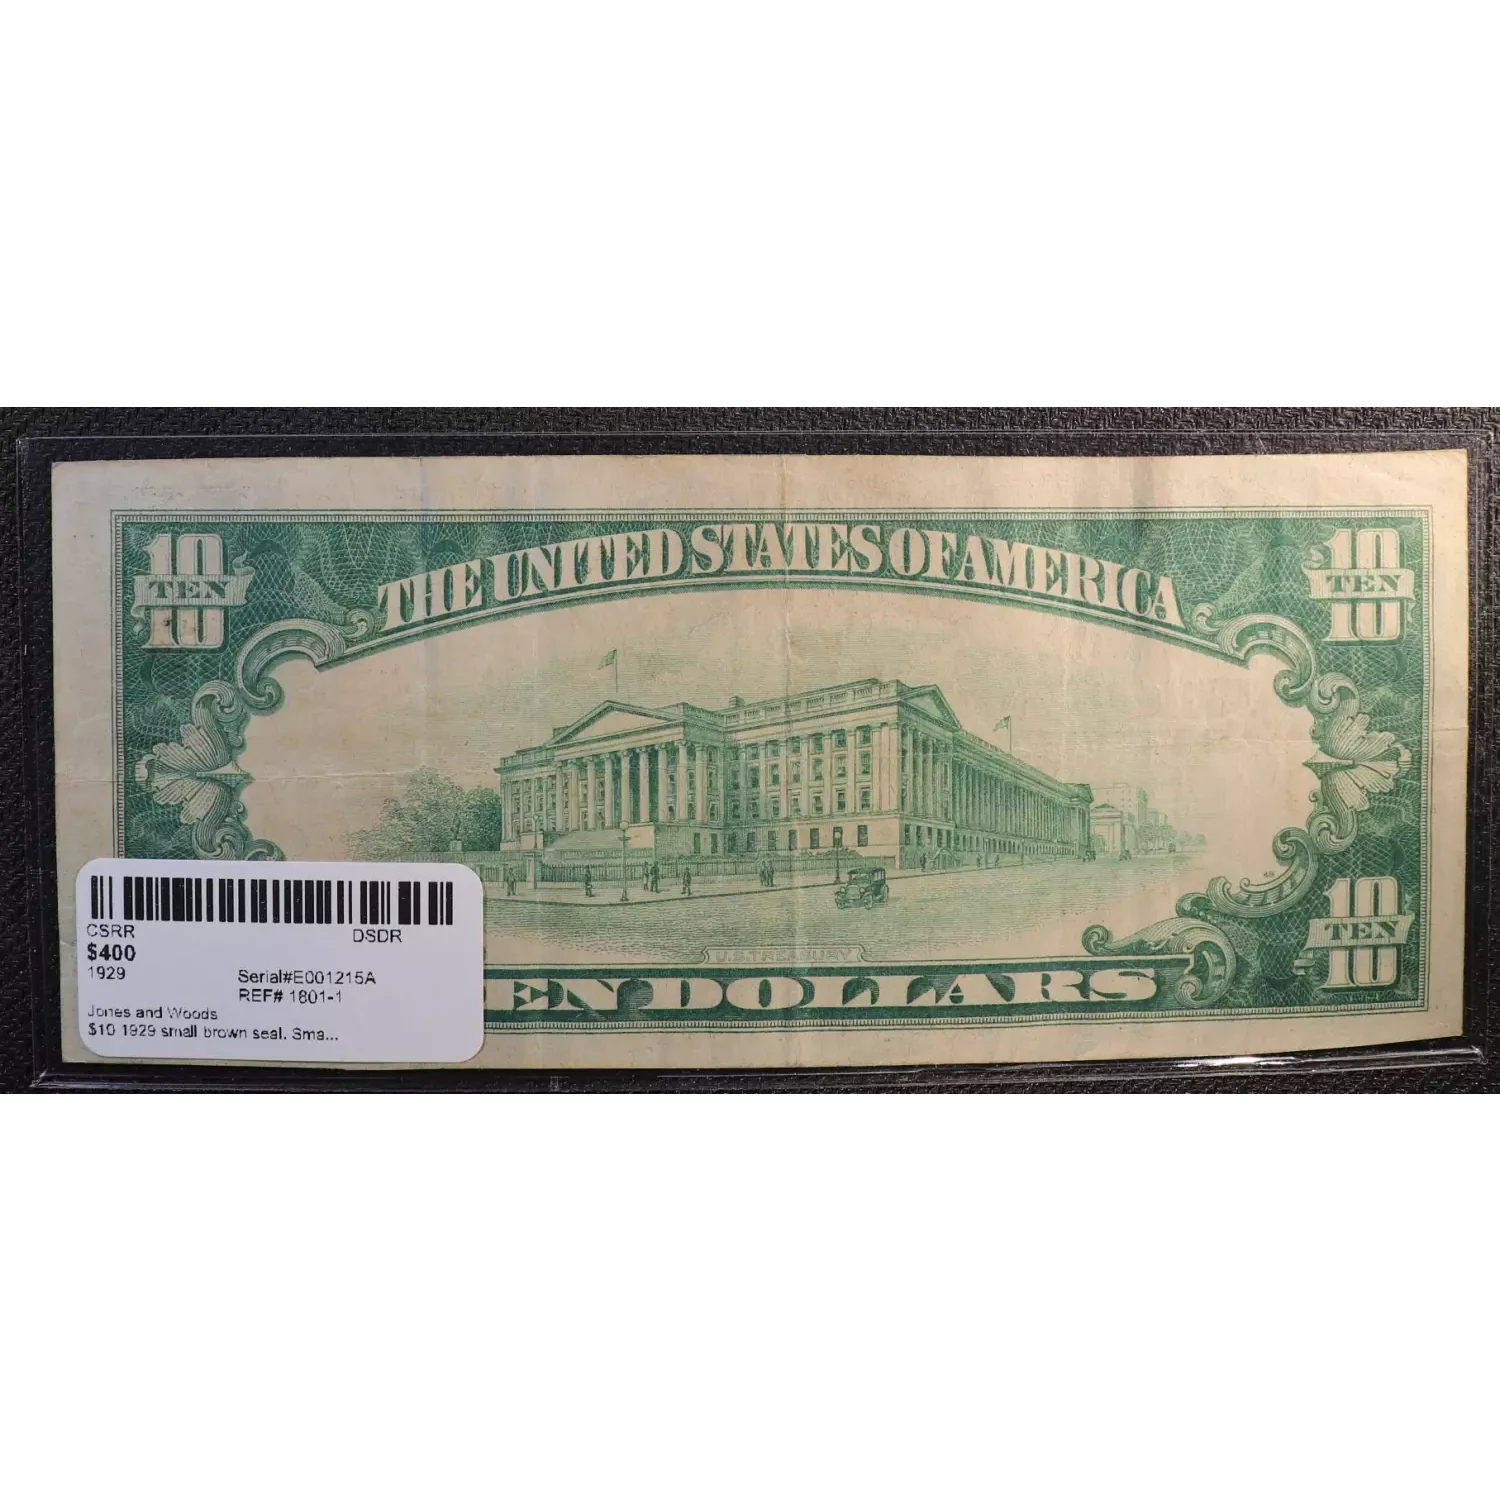 THE UNITED STATES OF AMERICA
10
TEN
10
10
TEN
10
U.S. TREASURY
EN DOLLARS
10
TEN
10
CSRR
DSDR
$400
1929
Serial#E001215A
REF# 1801-1
Jones and Woods
$10 1929 small brown seal. Sma...